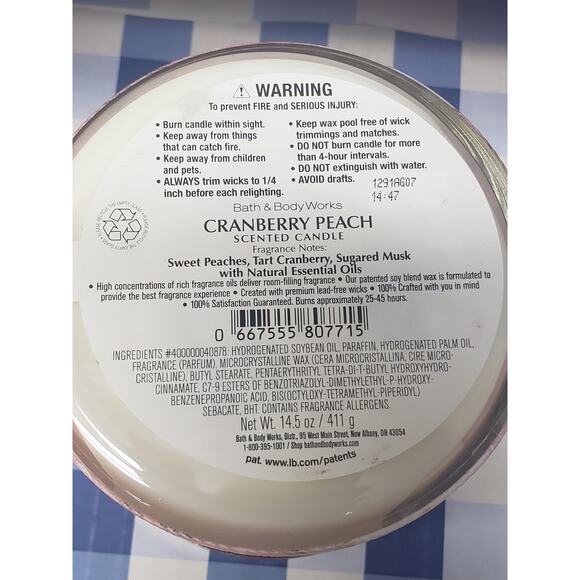 WARNING
To prevent FIRE and SERIOUS INJURY:
• Burn candle within sight.
• Keep away from things
that can catch fire.
• Keep away from children
and pets.
• ALWAYS trim wicks to 1/4
inch before each relighting.
• Keep wax pool free of wick
trimmings and matches.
• DO NOT burn candle for more
than 4-hour intervals.
• DO NOT extinguish with water.
• AVOID drafts.
1291AG07
14:47
Bath & Body Works
CRANBERRY PEACH
SCENTED CANDLE
Fragrance Notes:
Sweet Peaches, Tart Cranberry, Sugared Musk
with Natural Essential Oils
• High concentrations of rich fragrance oils deliver room-filling fragrance • Our patented soy blend wax is formulated to
provide the best fragrance experience • Created with premium lead-free wicks • 100% Crafted with you in mind
• 100% Satisfaction Guaranteed. Burns approximately 25-45 hours.
0 667555 807715
INGREDIENTS #400000040878: HYDROGENATED SOYBEAN OIL, PARAFFIN, HYDROGENATED PALM OIL,
FRAGRANCE (PARFUM), MICROCRYSTALLINE WAX (CERA MICROCRISTALLINA, CIRE MICRO-
CRISTALLINE), BUTYL STEARATE, PENTAERYTHRITYL TETRA-DI-T-BUTYL HYDROXYHYDRO-
CINNAMATE, C7-9 ESTERS OF BENZOTRIAZOLYL-DIMETHYLETHYL-P-HYDROXY-
BENZENEPROPANOIC ACID, BIS(OCTYLOXY-TETRAMETHYL-PIPERIDYL)
SEBACATE, BHT. CONTAINS FRAGRANCE ALLERGENS.
Net Wt. 14.5 oz / 411 g
Bath & Body Works, Distr., 95 West Main Street, New Albany, OH 43054
1-800-395-1001 / Shop bathandbodyworks.com
pat. www.lb.com/patents